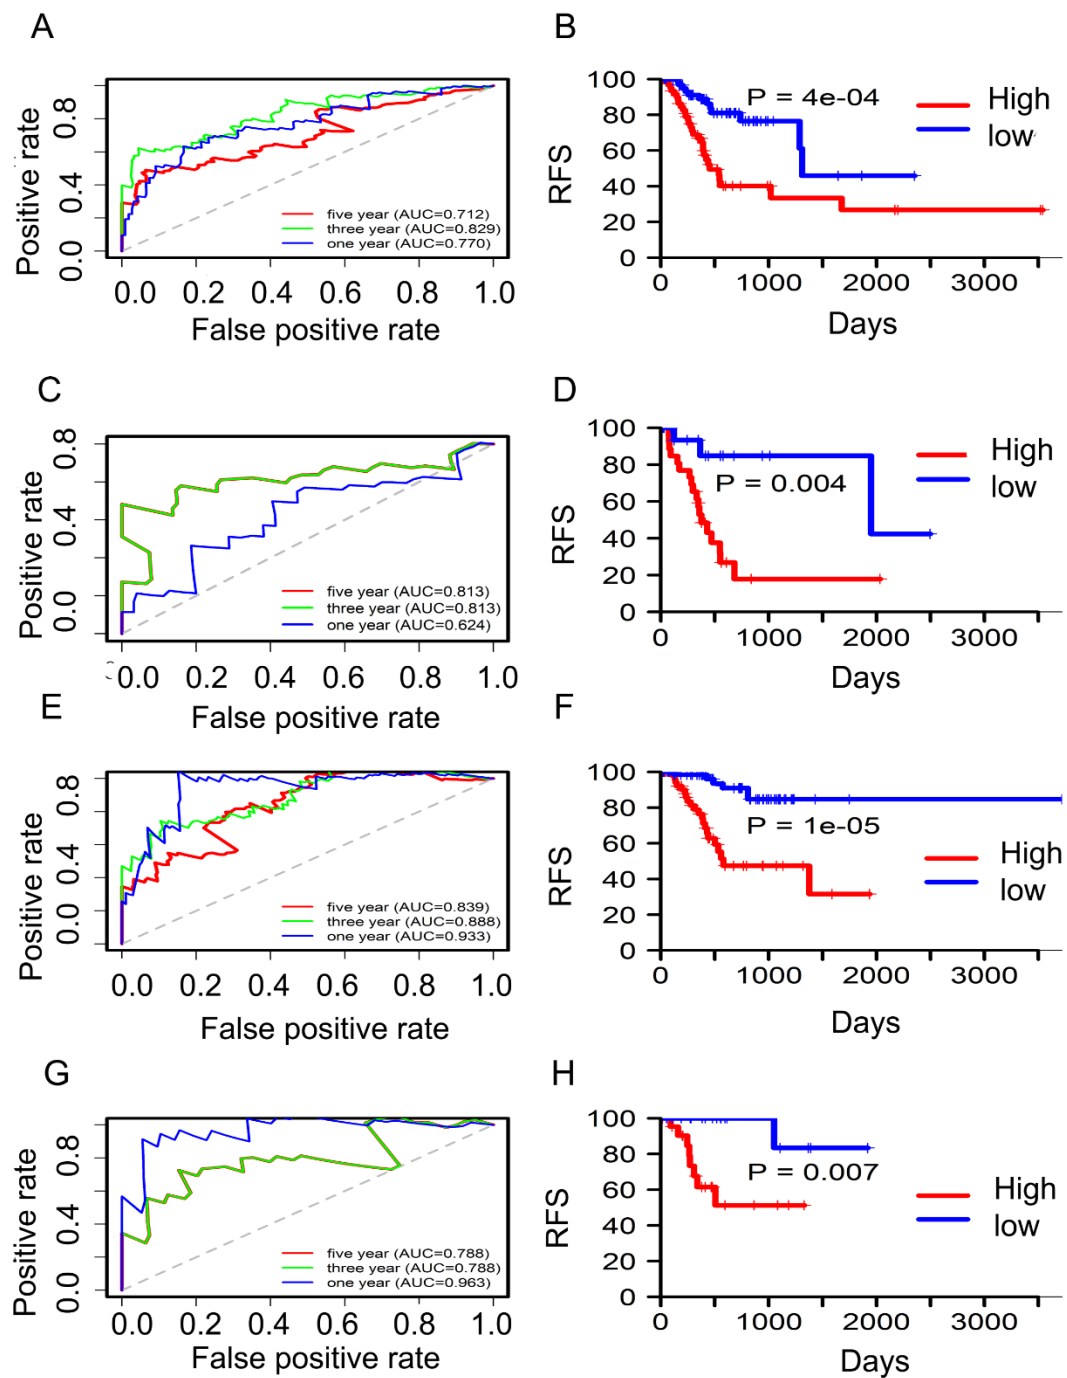 A
Positive rate
0.0 0.4 0.8
five year (AUC=0.712)
three year (AUC=0.829)
one year (AUC=0.770)
0.0 0.2 0.4 0.6 0.8 1.0
False positive rate
B
RFS
100
80
60
40
20
0
P = 4e-04
High
low
0 1000 2000 3000
Days
C
Positive rate
0.0 0.4 0.8
five year (AUC=0.813)
three year (AUC=0.813)
one year (AUC=0.624)
0.0 0.2 0.4 0.6 0.8 1.0
False positive rate
D
RFS
100
80
60
40
20
0
P = 0.004
High
low
0 1000 2000 3000
Days
E
Positive rate
0.0 0.4 0.8
five year (AUC=0.839)
three year (AUC=0.888)
one year (AUC=0.933)
0.0 0.2 0.4 0.6 0.8 1.0
False positive rate
F
RFS
100
80
60
40
20
0
P = 1e-05
High
low
0 1000 2000 3000
Days
G
Positive rate
0.0 0.4 0.8
five year (AUC=0.788)
three year (AUC=0.788)
one year (AUC=0.963)
0.0 0.2 0.4 0.6 0.8 1.0
False positive rate
H
RFS
100
80
60
40
20
0
P = 0.007
High
low
0 1000 2000 3000
Days